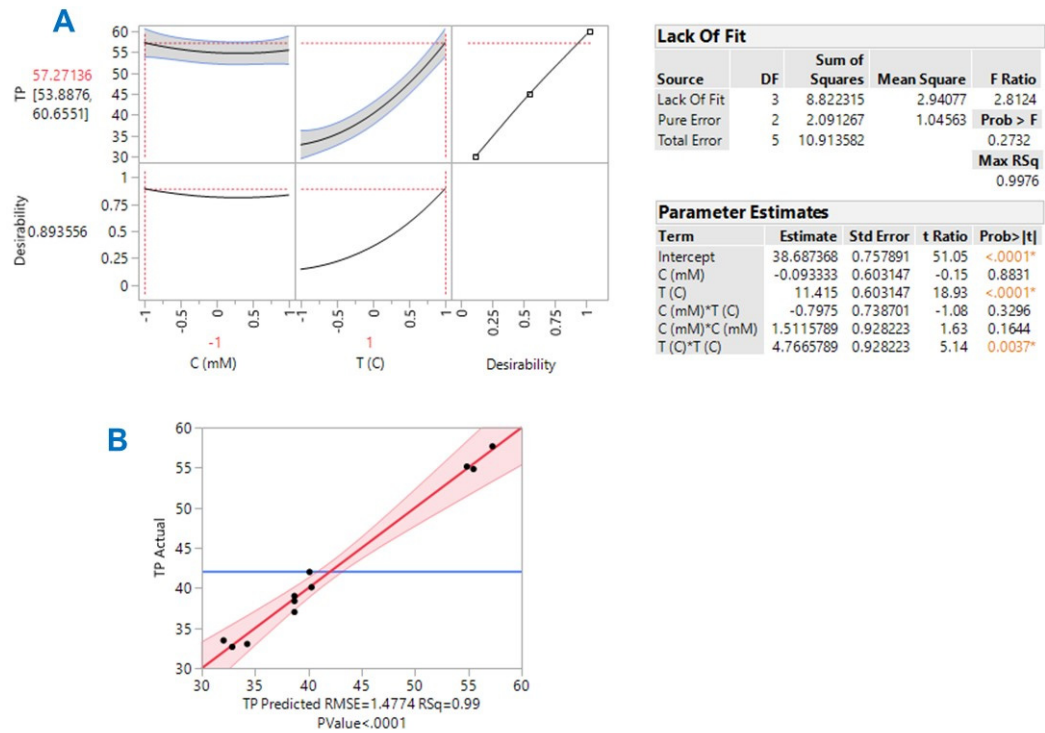 A
60
55
50
45
40
35
30
TP
57.27136
[53.8876,
60.6551]
1
0.75
0.5
0.25
0
Desirability
0.893556
-1 -0.5 0 0.5 1
-1 -0.5 0 0.5 1
0 0.25 0.5 0.75 1
-1
C (mM)
1
T (C)
Desirability
Lack Of Fit
Sum of
Source DF Squares Mean Square F Ratio
Lack Of Fit 3 8.822315 2.94077 2.8124
Pure Error 2 2.091267 1.04563 Prob > F
Total Error 5 10.913582 0.2732
Max RSq
0.9976
Parameter Estimates
Term Estimate Std Error t Ratio Prob>|t|
Intercept 38.687368 0.757891 51.05 <.0001*
C (mM) -0.093333 0.603147 -0.15 0.8831
T (C) 11.415 0.603147 18.93 <.0001*
C (mM)*T (C) -0.7975 0.738701 -1.08 0.3296
C (mM)*C (mM) 1.5115789 0.928223 1.63 0.1644
T (C)*T (C) 4.7665789 0.928223 5.14 0.0037*
B
60
55
50
45
40
35
30
TP Actual
30 35 40 45 50 55 60
TP Predicted RMSE=1.4774 RSq=0.99
PValue<.0001